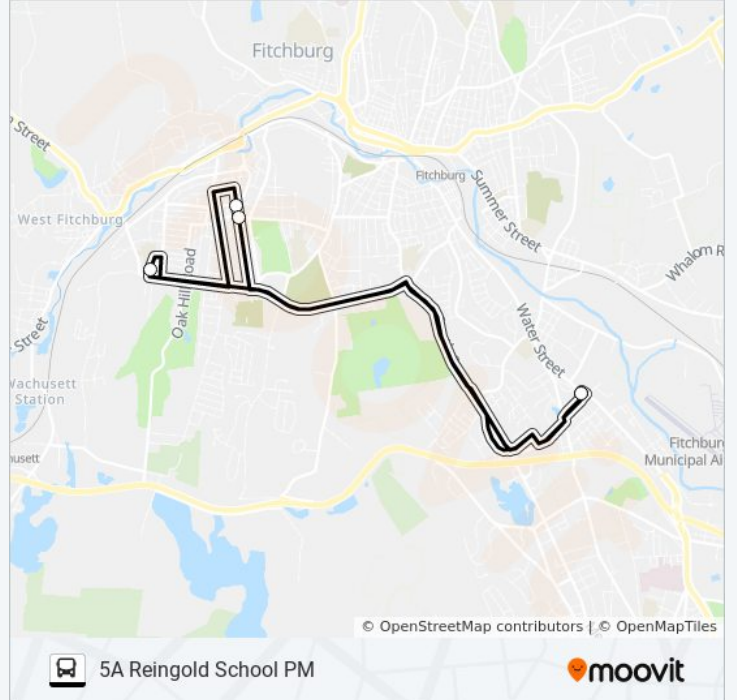 Fitchburg
Street
Fitchburg
Summer Street
West Fitchburg
Whalom R
Oak Hill Road
Street
Water Street
Wachusett
Station
Fitchburg
Municipal Ai
usett
© OpenStreetMap contributors | © OpenMapTiles
5A Reingold School PM
moovit